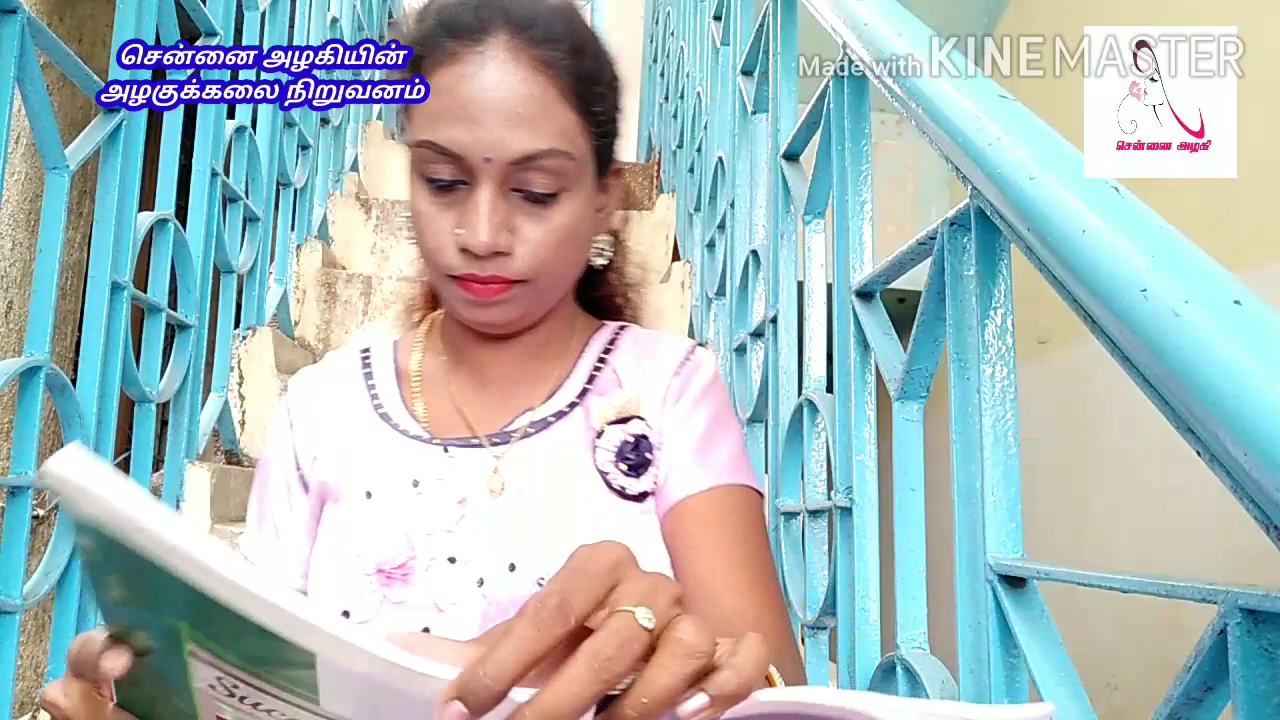 சென்னை அழகியின்
அழகுக்கலை நிறுவனம்
Made with KINEMASTER
சென்னை அழகி